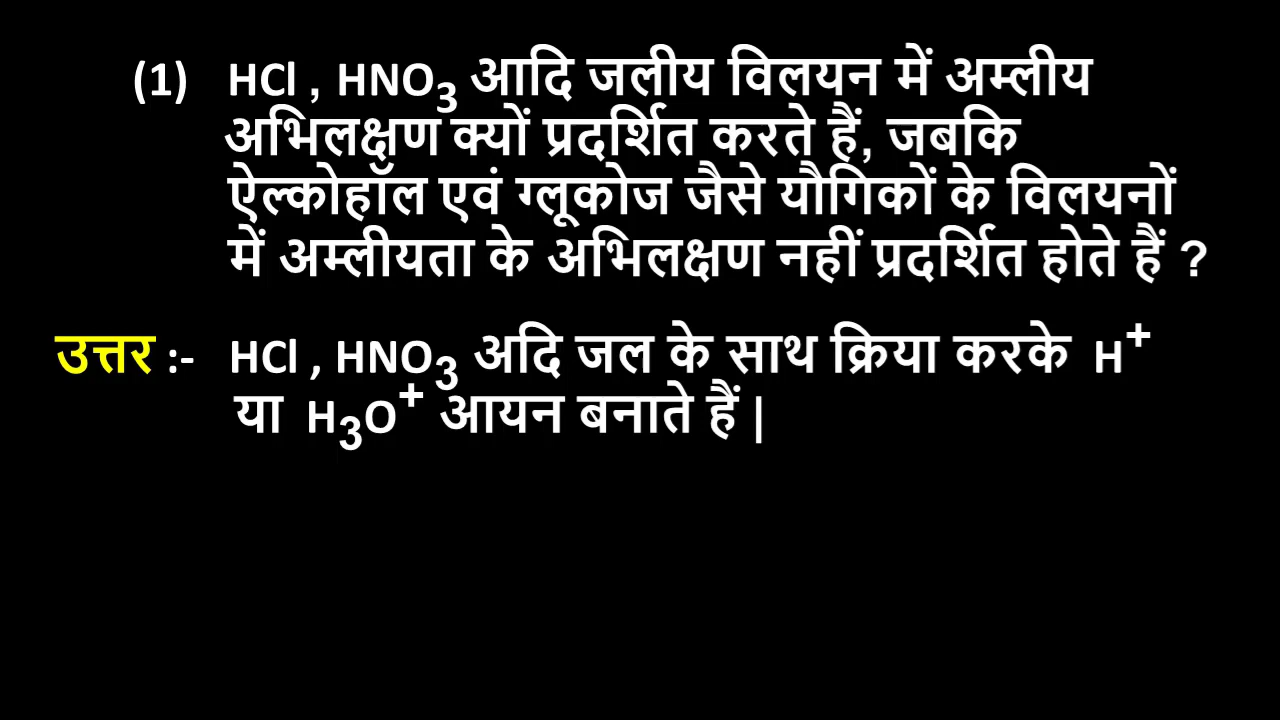 (1) HCl , HNO3 आदि जलीय विलयन में अम्लीय
अभिलक्षण क्यों प्रदर्शित करते हैं, जबकि
ऐल्कोहॉल एवं ग्लूकोज जैसे यौगिकों के विलयनों
में अम्लीयता के अभिलक्षण नहीं प्रदर्शित होते हैं ?
उत्तर :- HCl , HNO3 अदि जल के साथ क्रिया करके H+
या H3O+ आयन बनाते हैं |